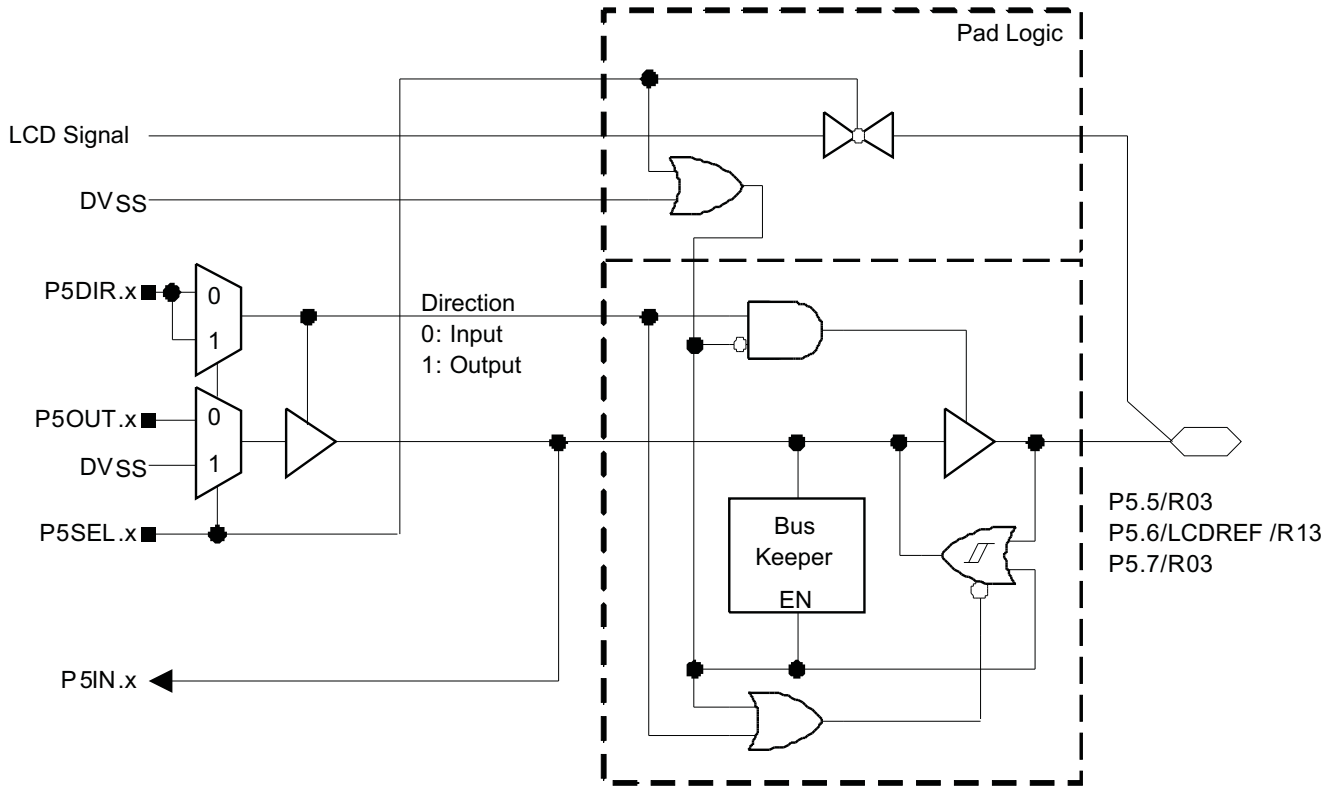 Pad Logic
LCD Signal
DVSS
P5DIR.x
0
1
Direction
0: Input
1: Output
P5OUT.x
0
DVSS
1
P5SEL.x
Bus
Keeper
EN
P5.5/R03
P5.6/LCDREF /R13
P5.7/R03
P5IN.x